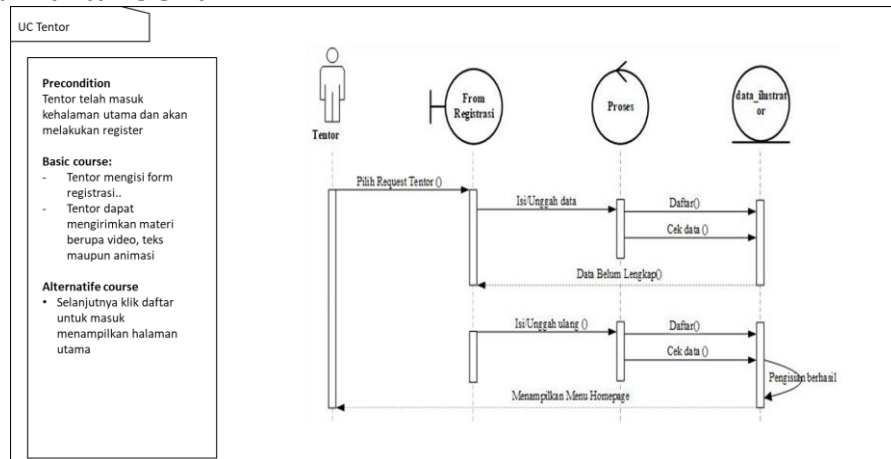 UC Tentor
Precondition
Tentor telah masuk
kehalaman utama dan akan
melakukan register
Basic course:
- Tentor mengisi form
registrasi..
- Tentor dapat
mengirimkan materi
berupa video, teks
maupun animasi
Alternatife course
• Selanjutnya klik daftar
untuk masuk
menampilkan halaman
utama
Tentor
From
Registrasi
Proses
data_ilustrat
or
Pilih Request Tentor ()
Isi/Unggah data
Daftar()
Cek data ()
Data Belum Lengkap()
Isi/Unggah ulang ()
Daftar()
Cek data ()
Pengisian berhasil
Menampilkan Menu Homepage